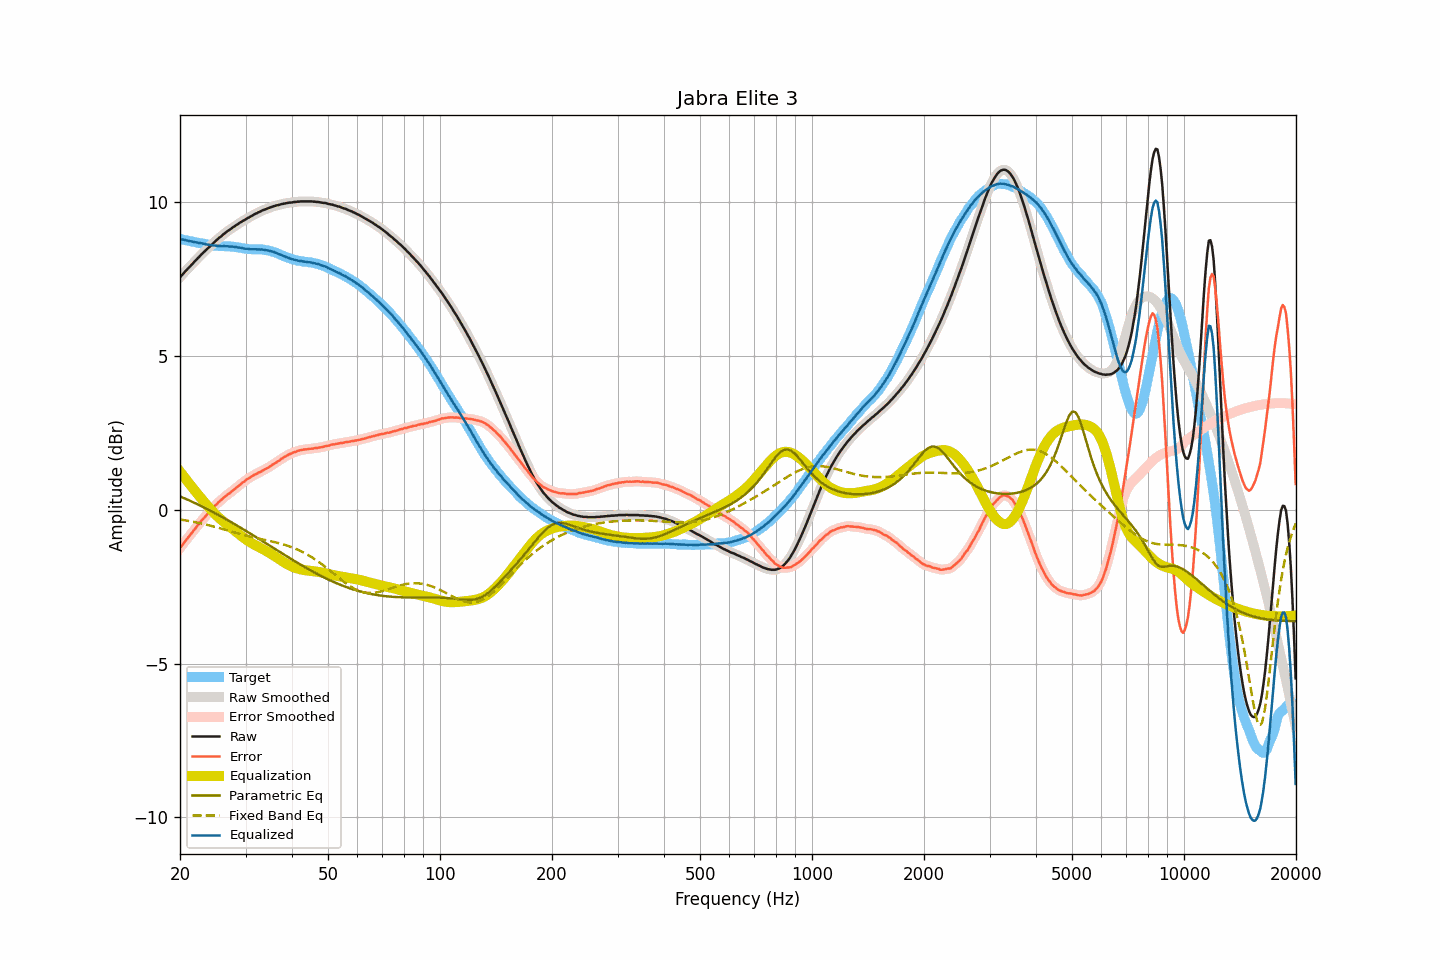 Jabra Elite 3
Amplitude (dBr)
10
5
0
−5
−10
Target
Raw Smoothed
Error Smoothed
Raw
Error
Equalization
Parametric Eq
Fixed Band Eq
Equalized
20 50 100 200 500 1000 2000 5000 10000 20000
Frequency (Hz)